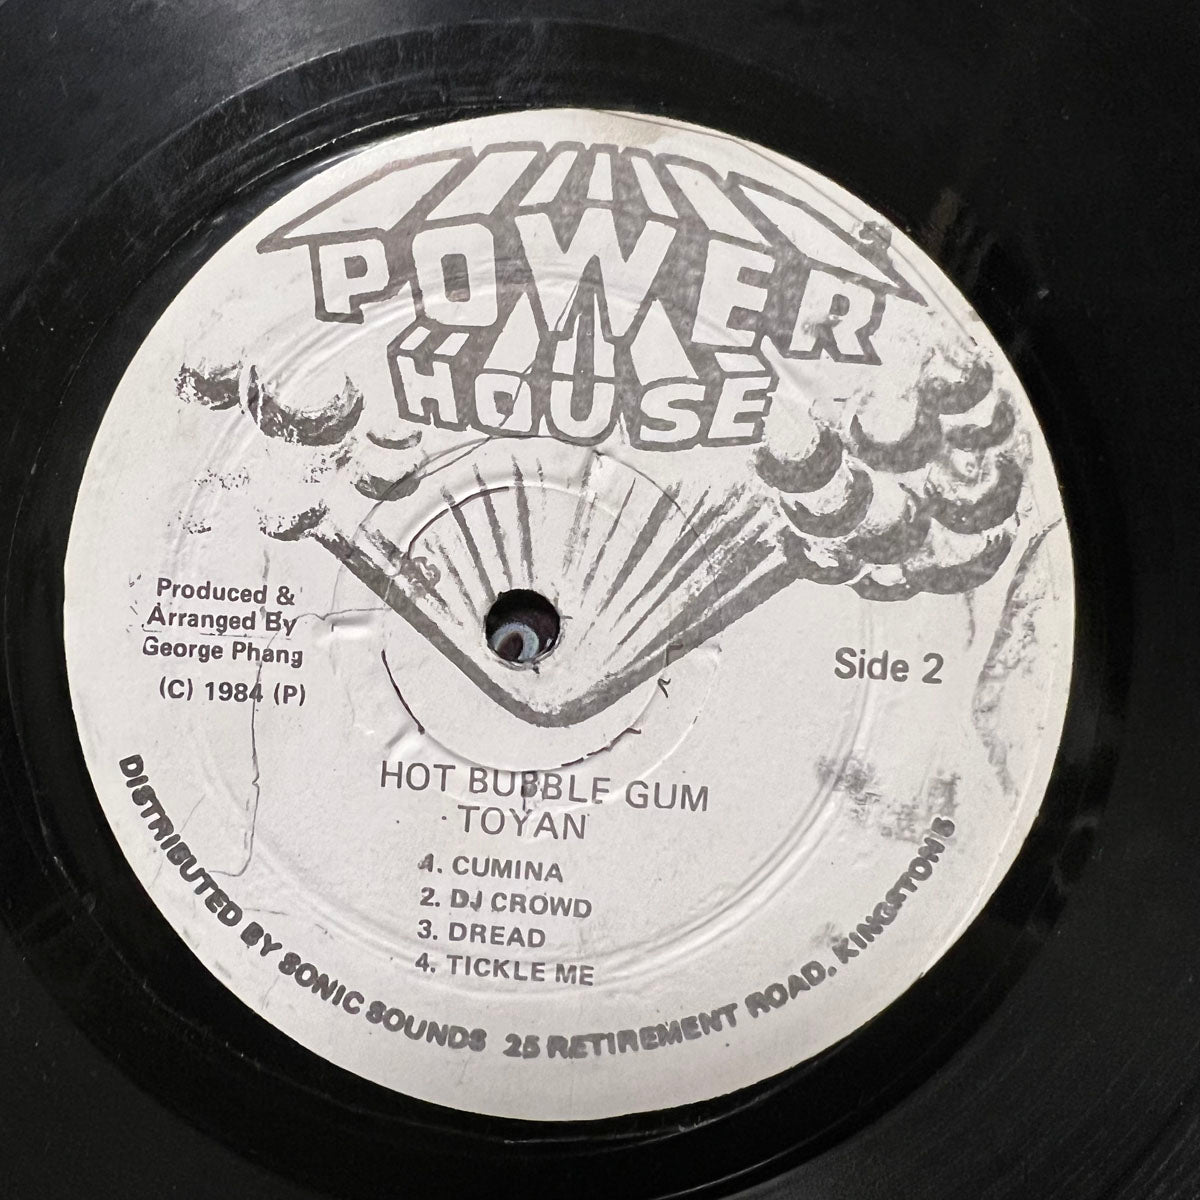 POWER
HOUSE
Produced &
Arranged By
George Phang
(C) 1984 (P)
Side 2
HOT BUBBLE GUM
TOYAN
1. CUMINA
2. DJ CROWD
3. DREAD
4. TICKLE ME
DISTRIBUTED BY SONIC SOUNDS 25 RETIREMENT ROAD, KINGSTON 5